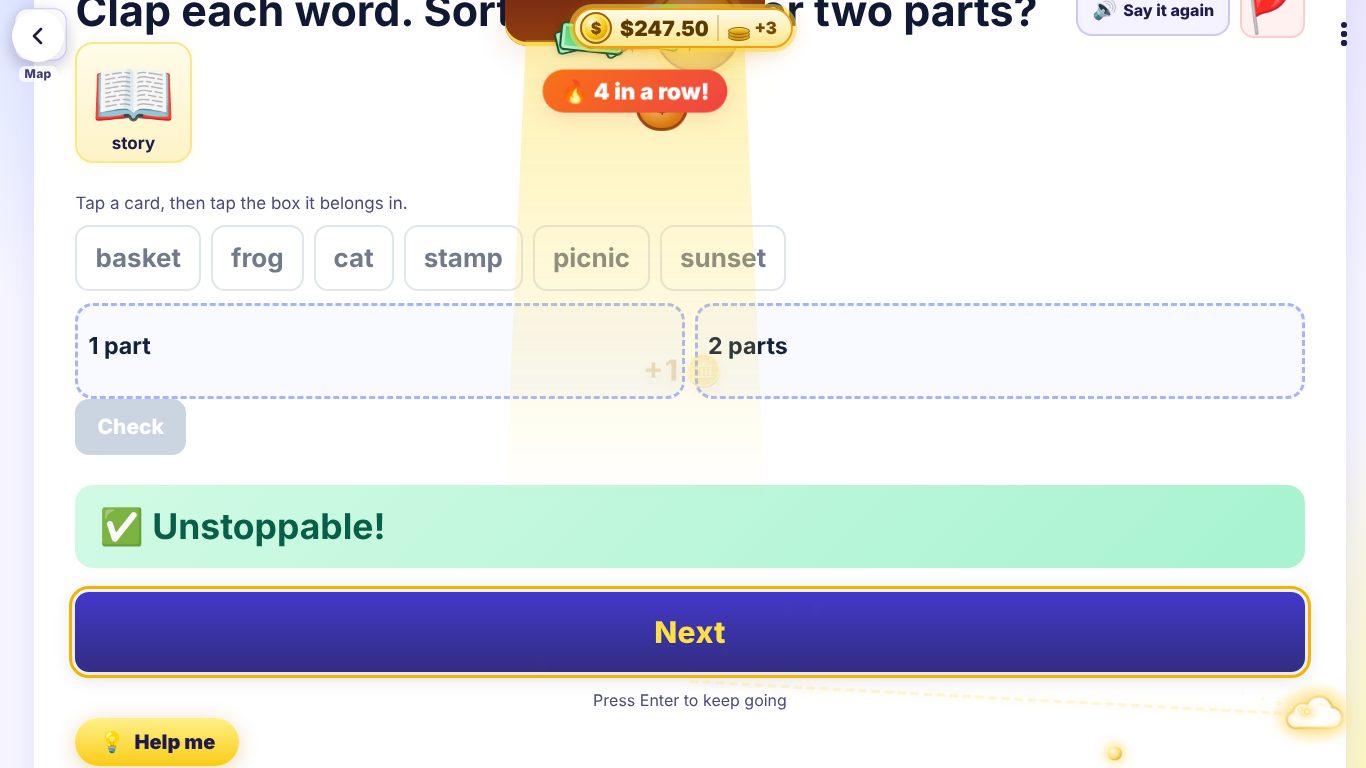 Clap each word. Sort r two parts?
$ $247.50 +3
Say it again
Map
4 in a row!
story
Tap a card, then tap the box it belongs in.
basket frog cat stamp picnic sunset
1 part 2 parts
+1
Check
Unstoppable!
Next
Press Enter to keep going
Help me